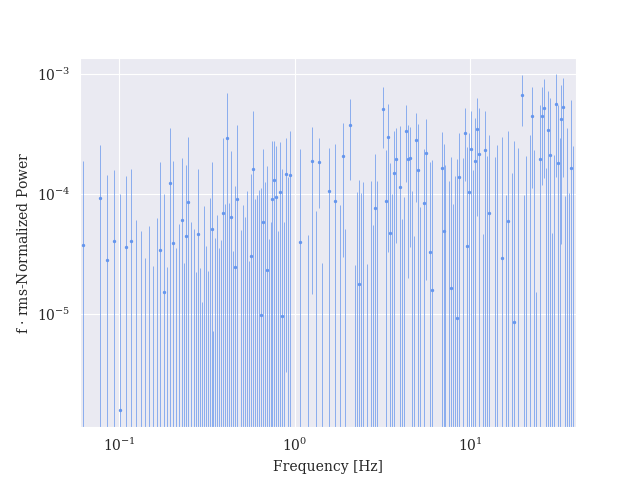 10⁻³
10⁻⁴
10⁻⁵
f · rms-Normalized Power
10⁻¹ 10⁰ 10¹
Frequency [Hz]